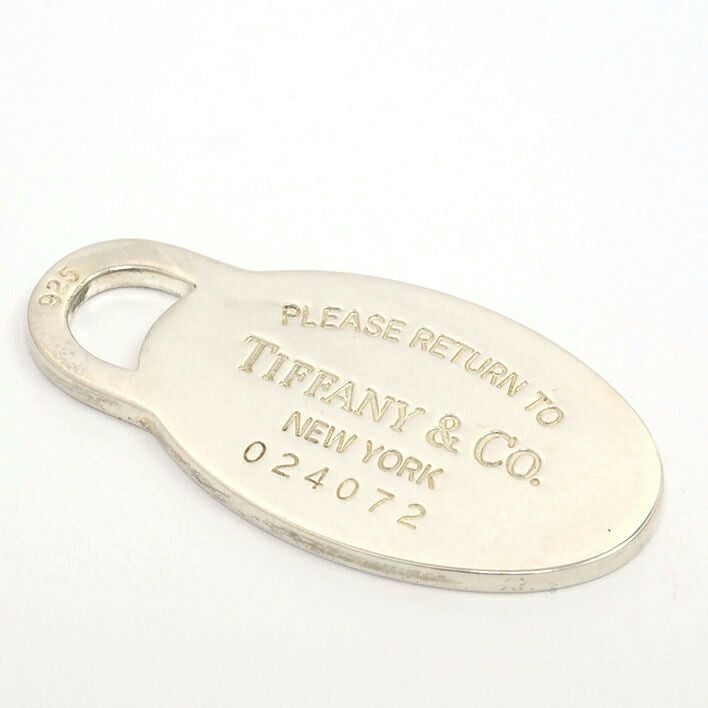 925
PLEASE RETURN TO
TIFFANY & CO.
NEW YORK
024072